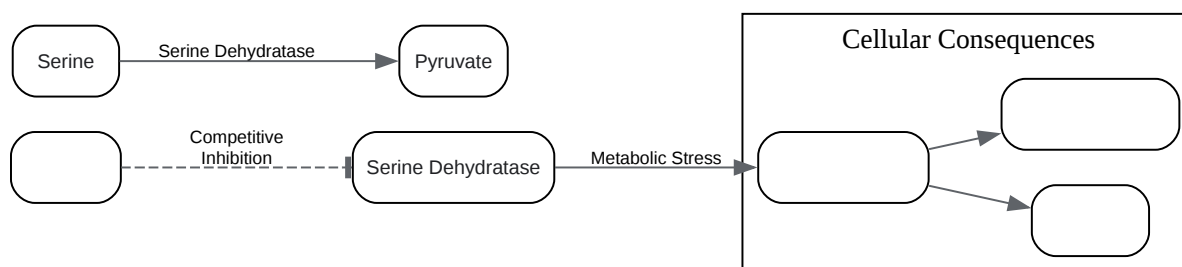 Cellular Consequences
Serine
Serine Dehydratase
Pyruvate
Competitive
Inhibition
Serine Dehydratase
Metabolic Stress